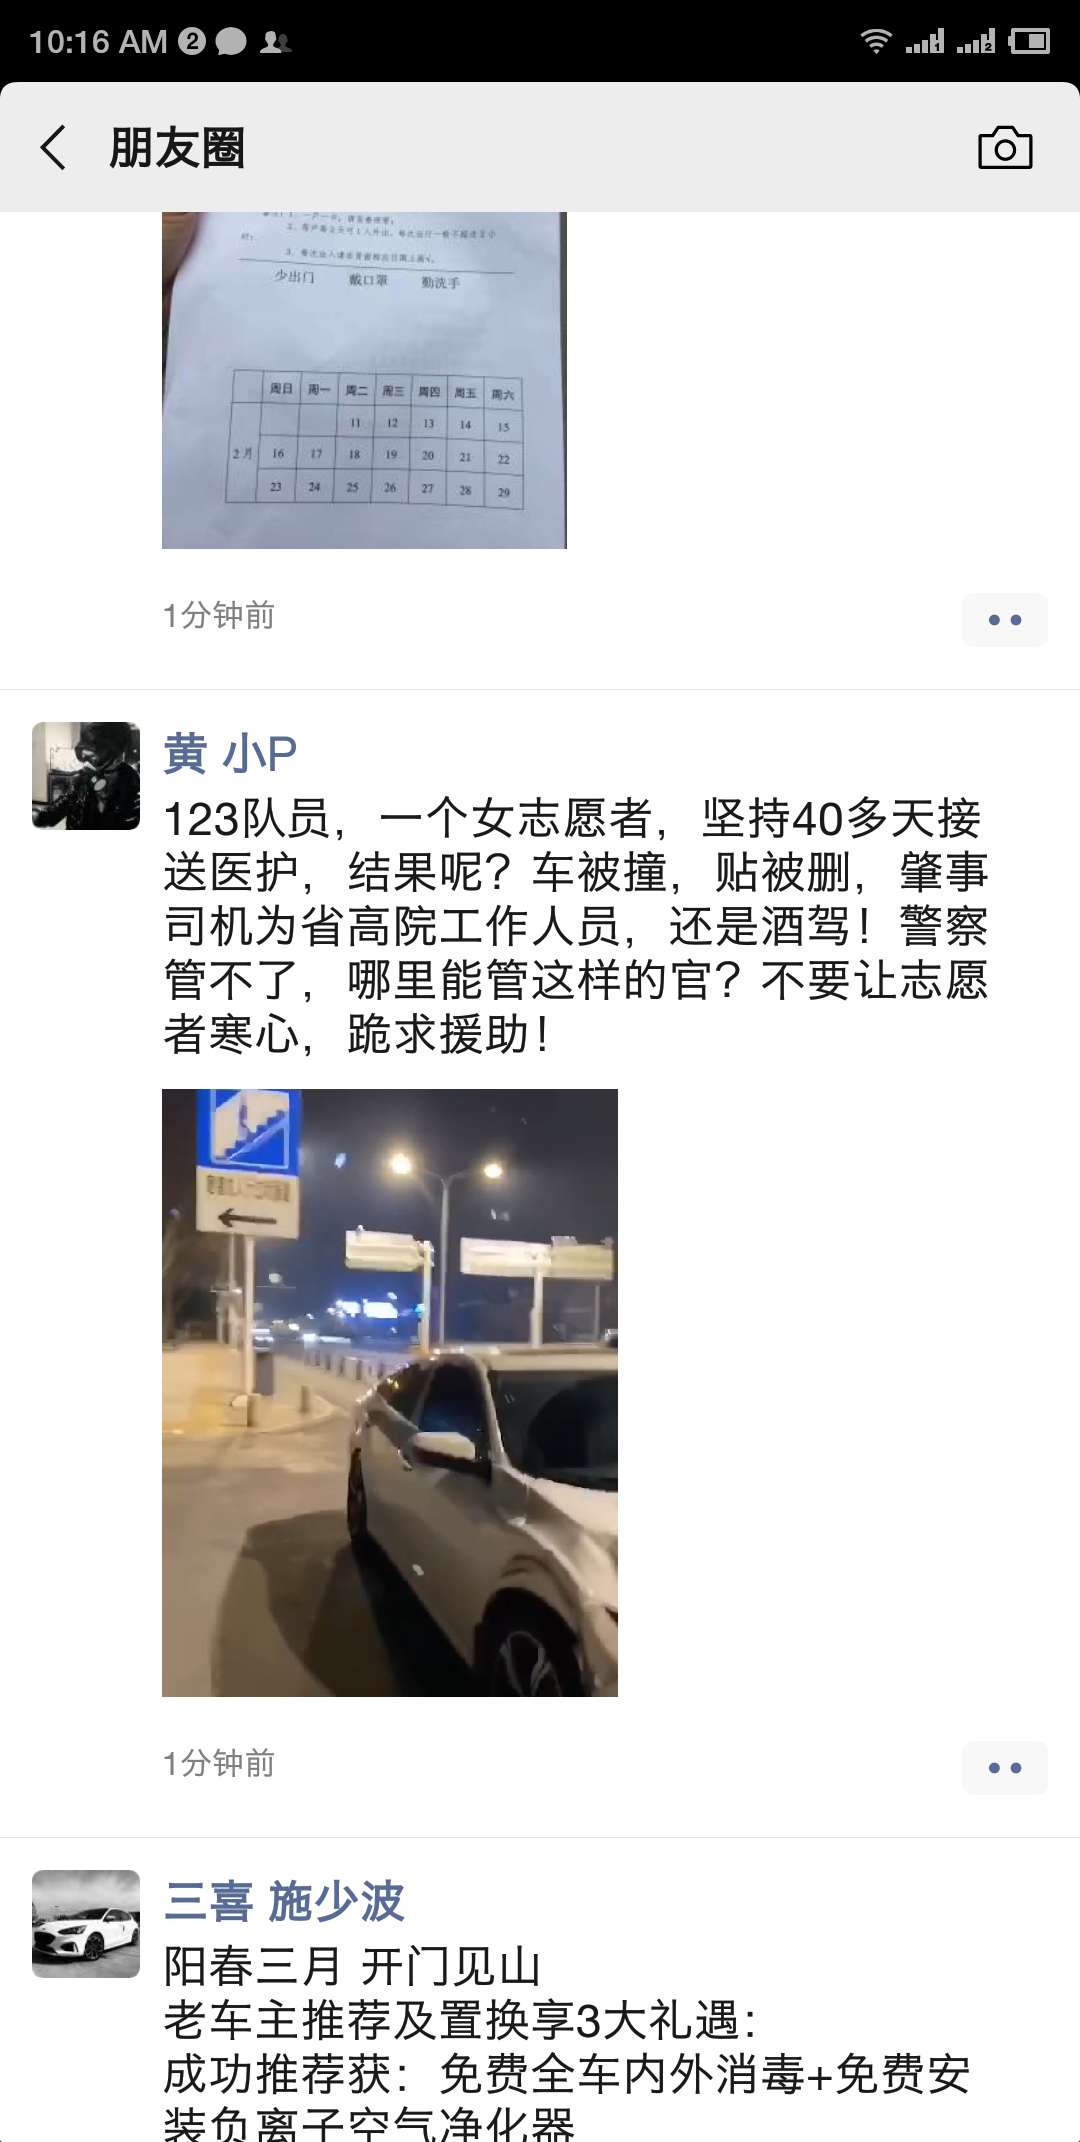 10:16 AM 2
朋友圈
少出门 戴口罩 勤洗手
周日 周一 周二 周三 周四 周五 周六
11 12 13 14 15
2月 16 17 18 19 20 21 22
23 24 25 26 27 28 29
1分钟前
黄 小P
123队员，一个女志愿者，坚持40多天接
送医护，结果呢？车被撞，贴被删，肇事
司机为省高院工作人员，还是酒驾！警察
管不了，哪里能管这样的官？不要让志愿
者寒心，跪求援助！
1分钟前
三喜 施少波
阳春三月 开门见山
老车主推荐及置换享3大礼遇：
成功推荐获：免费全车内外消毒+免费安
装负离子空气净化器